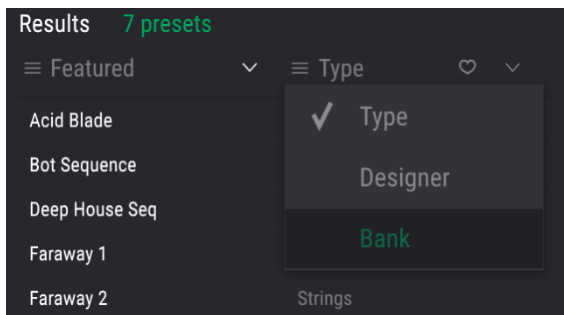 Results 7 presets
Featured Type
Acid Blade Type
Bot Sequence Designer
Deep House Seq
Faraway 1 Bank
Faraway 2 Strings